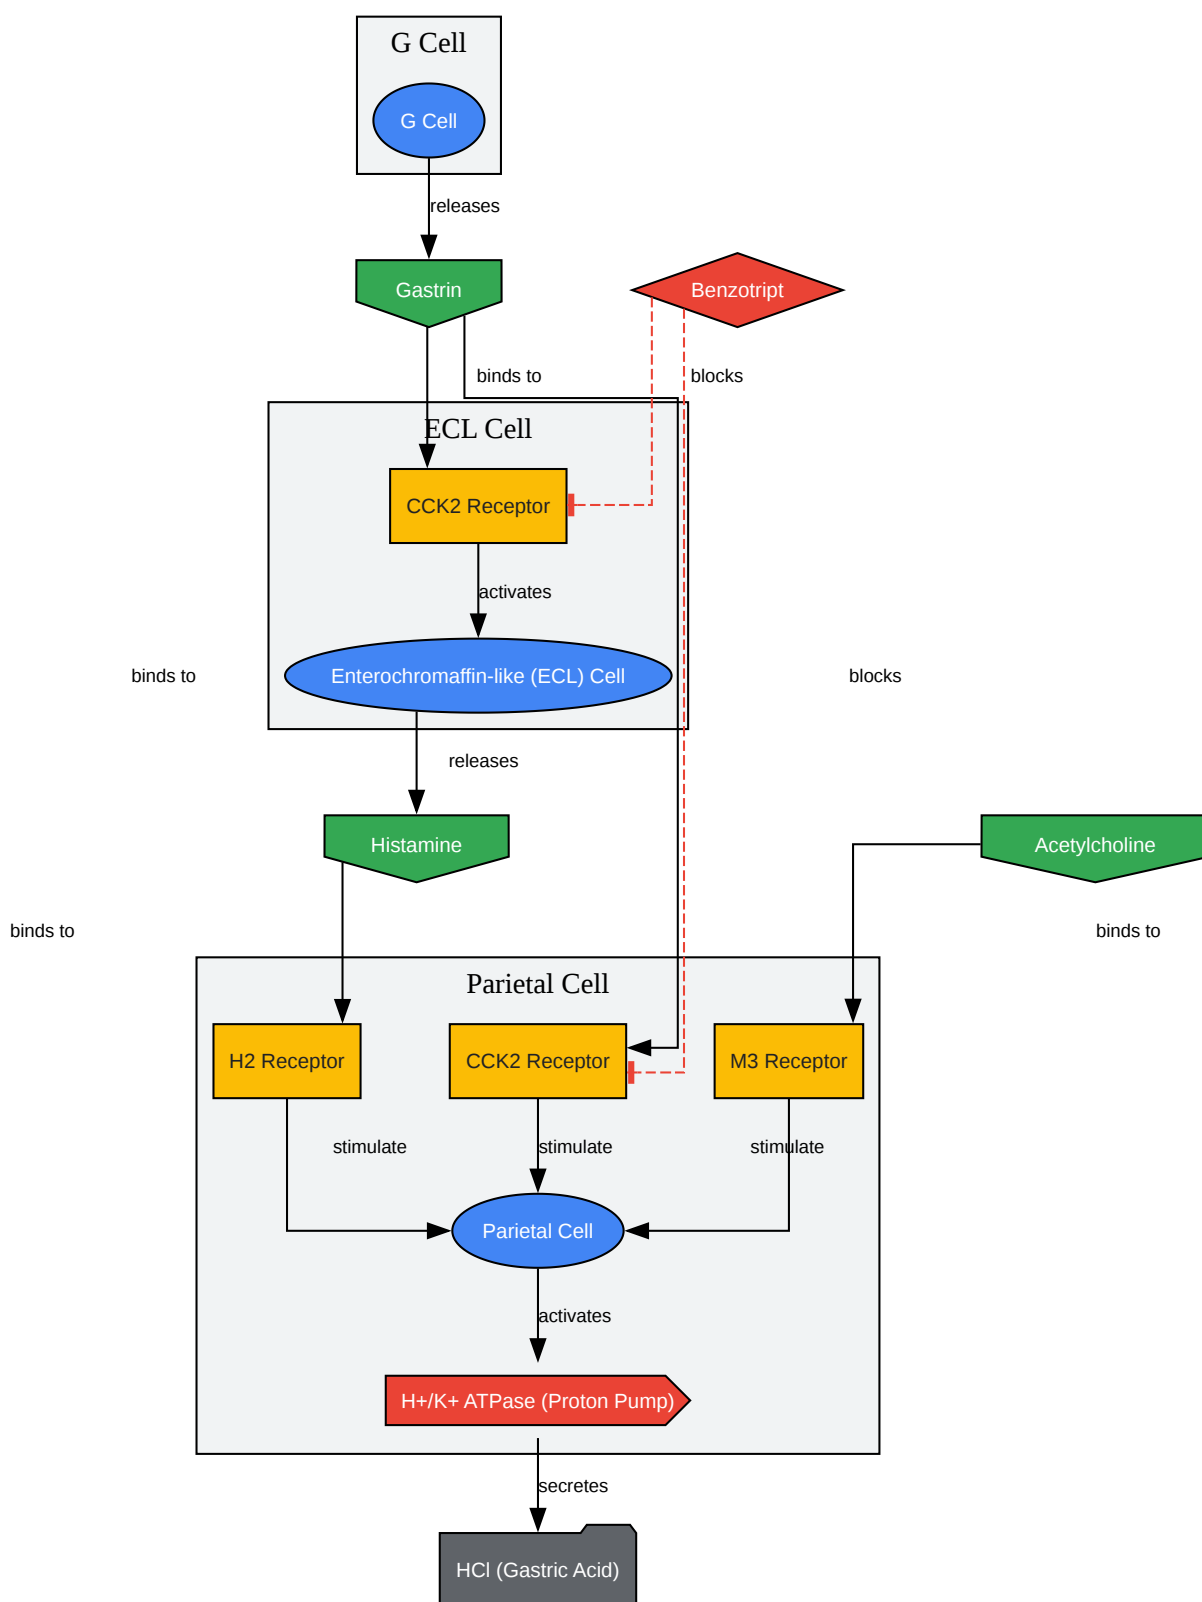 G Cell
G Cell
releases
Gastrin
Benzotript
binds to
blocks
ECL Cell
CCK2 Receptor
activates
binds to
Enterochromaffin-like (ECL) Cell
blocks
releases
Histamine
Acetylcholine
binds to
binds to
Parietal Cell
H2 Receptor
CCK2 Receptor
M3 Receptor
stimulate
stimulate
stimulate
Parietal Cell
activates
H+/K+ ATPase (Proton Pump)
secretes
HCl (Gastric Acid)